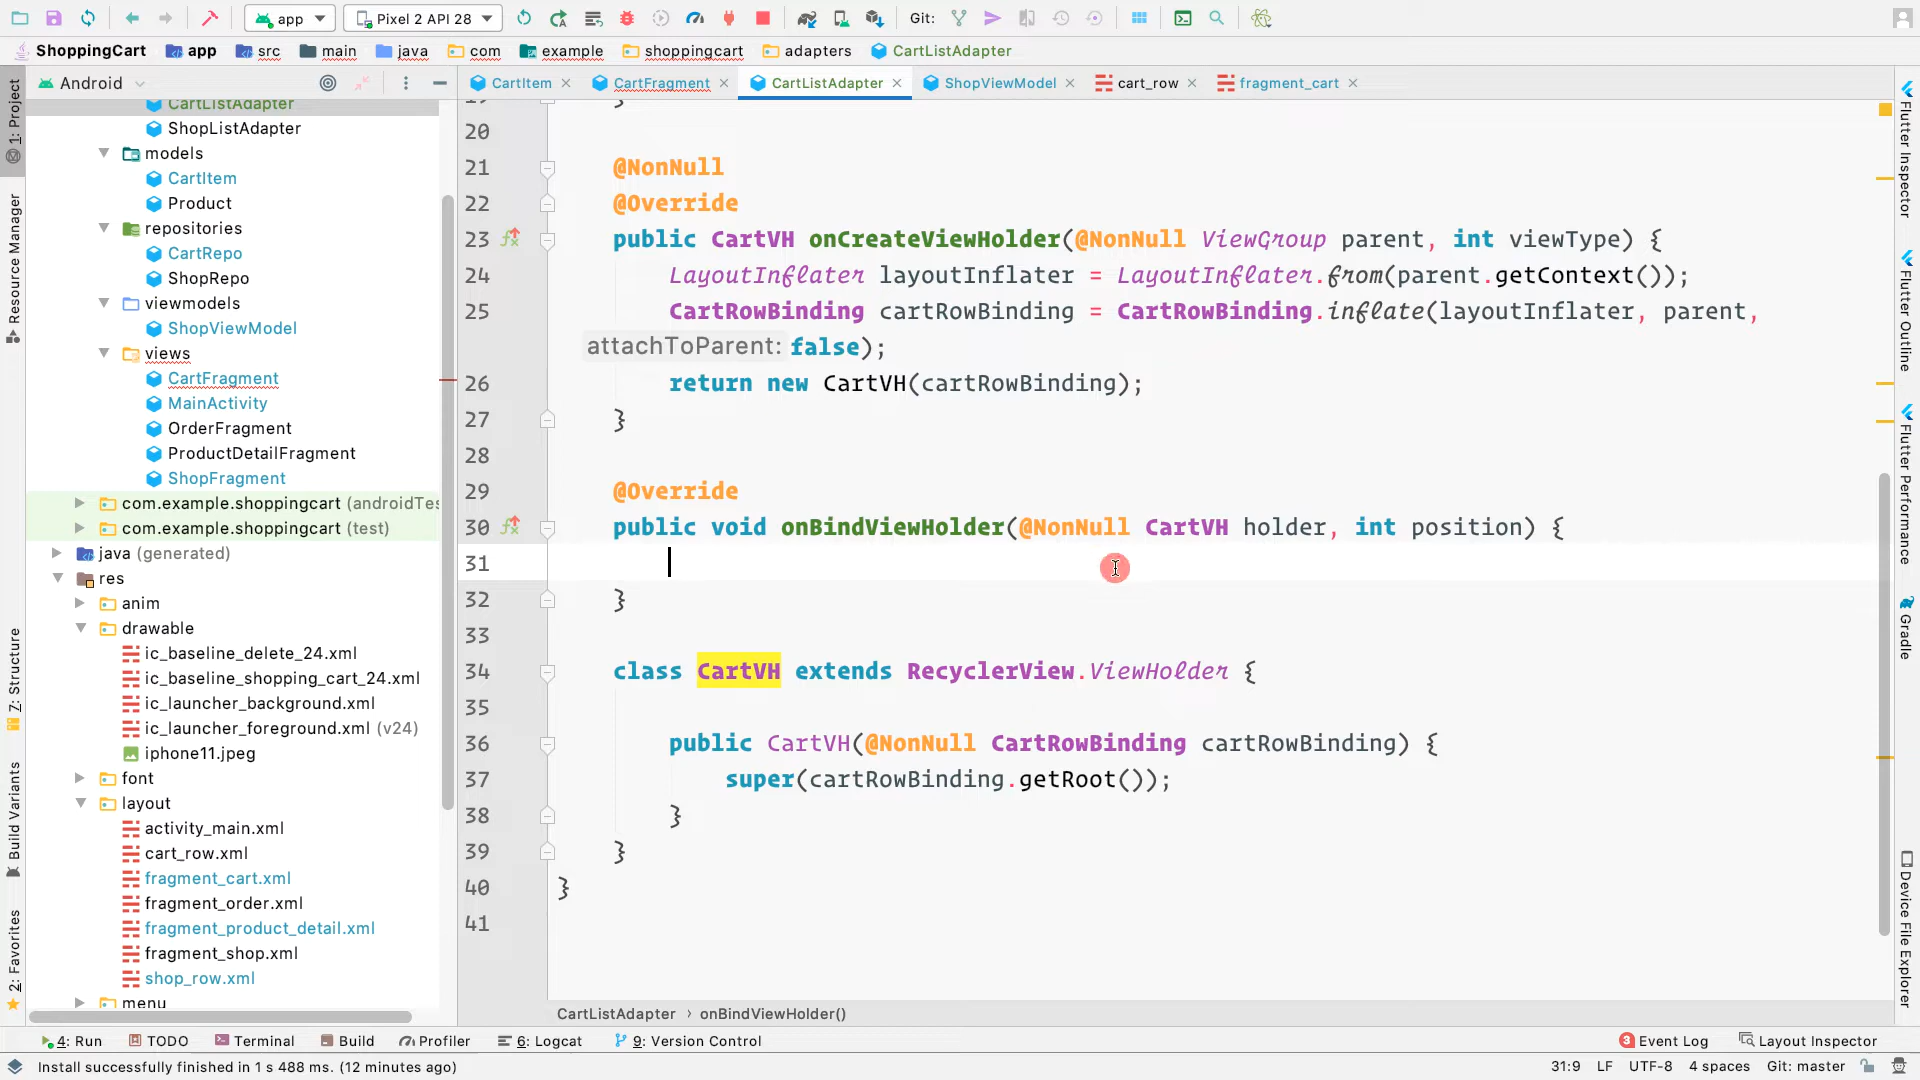 app
Pixel 2 API 28
Git:
ShoppingCart app src main java com example shoppingcart adapters CartListAdapter
Android
CartItem CartFragment CartListAdapter ShopViewModel cart_row fragment_cart
CartListAdapter
ShopListAdapter
models
CartItem
Product
repositories
CartRepo
ShopRepo
viewmodels
ShopViewModel
views
CartFragment
MainActivity
OrderFragment
ProductDetailFragment
ShopFragment
com.example.shoppingcart (androidTes
com.example.shoppingcart (test)
java (generated)
res
anim
drawable
ic_baseline_delete_24.xml
ic_baseline_shopping_cart_24.xml
ic_launcher_background.xml
ic_launcher_foreground.xml (v24)
iphone11.jpeg
font
layout
activity_main.xml
cart_row.xml
fragment_cart.xml
fragment_order.xml
fragment_product_detail.xml
fragment_shop.xml
shop_row.xml
menu
1: Project
Resource Manager
7: Structure
Build Variants
2: Favorites
19 }
20
21 @NonNull
22 @Override
23 public CartVH onCreateViewHolder(@NonNull ViewGroup parent, int viewType) {
24 LayoutInflater layoutInflater = LayoutInflater.from(parent.getContext());
25 CartRowBinding cartRowBinding = CartRowBinding.inflate(layoutInflater, parent,
attachToParent: false);
26 return new CartVH(cartRowBinding);
27 }
28
29 @Override
30 public void onBindViewHolder(@NonNull CartVH holder, int position) {
31
32 }
33
34 class CartVH extends RecyclerView.ViewHolder {
35
36 public CartVH(@NonNull CartRowBinding cartRowBinding) {
37 super(cartRowBinding.getRoot());
38 }
39 }
40 }
41
CartListAdapter › onBindViewHolder()
Flutter Inspector
Flutter Outline
Flutter Performance
Gradle
Device File Explorer
4: Run TODO Terminal Build Profiler 6: Logcat 9: Version Control 3 Event Log Layout Inspector
Install successfully finished in 1 s 488 ms. (12 minutes ago) 31:9 LF UTF-8 4 spaces Git: master